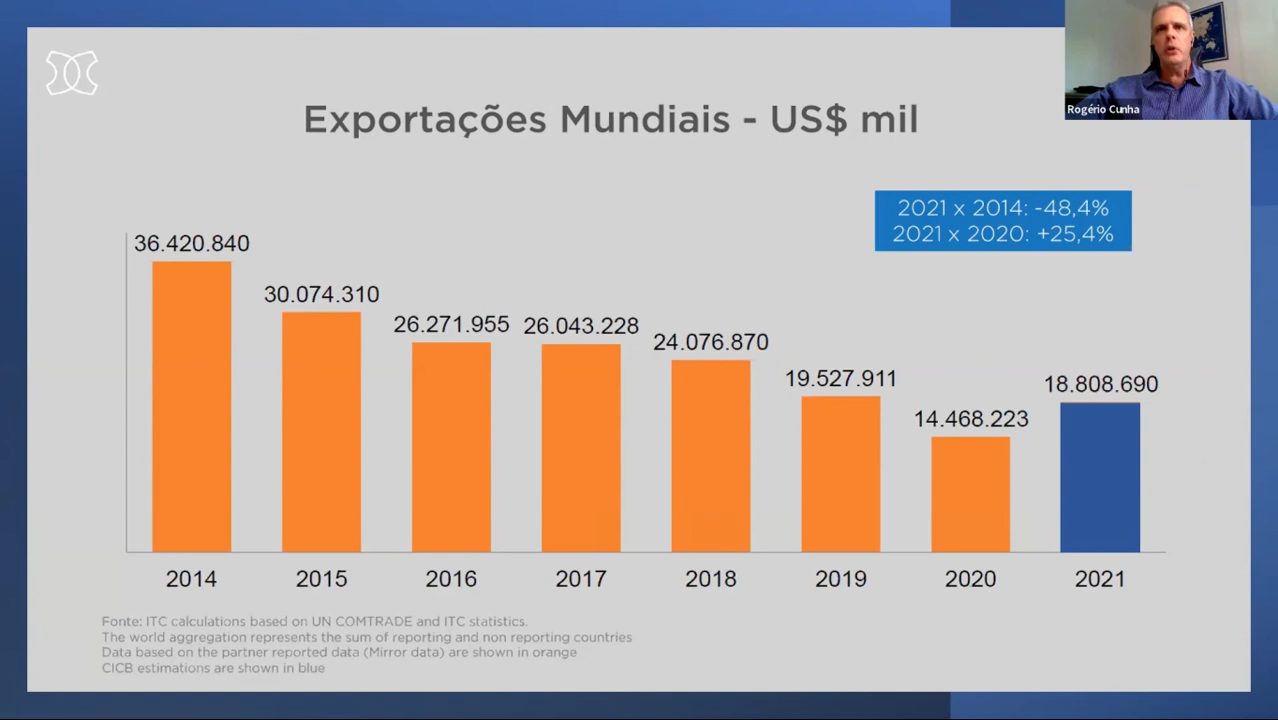 Exportações Mundiais - US$ mil
Rogério Cunha
2021 x 2014: -48,4%
2021 x 2020: +25,4%
36.420.840
30.074.310
26.271.955
26.043.228
24.076.870
19.527.911
14.468.223
18.808.690
2014
2015
2016
2017
2018
2019
2020
2021
Fonte: ITC calculations based on UN COMTRADE and ITC statistics.
The world aggregation represents the sum of reporting and non reporting countries
Data based on the partner reported data (Mirror data) are shown in orange
CICB estimations are shown in blue